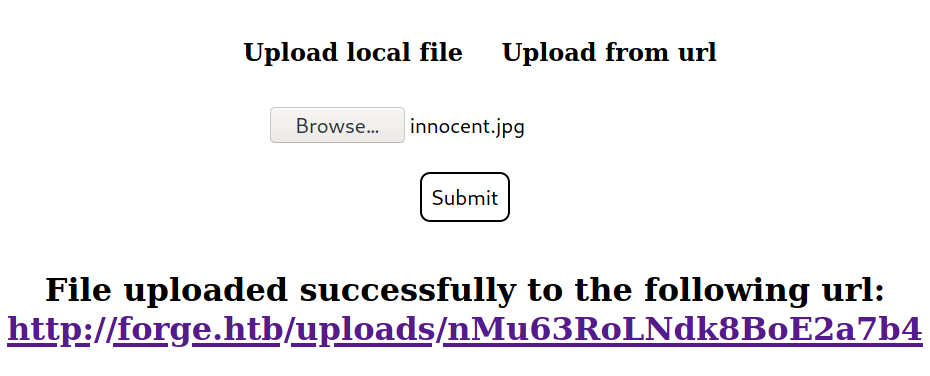 Upload local file Upload from url
Browse... innocent.jpg
Submit
File uploaded successfully to the following url:
http://forge.htb/uploads/nMu63RoLNdk8BoE2a7b4